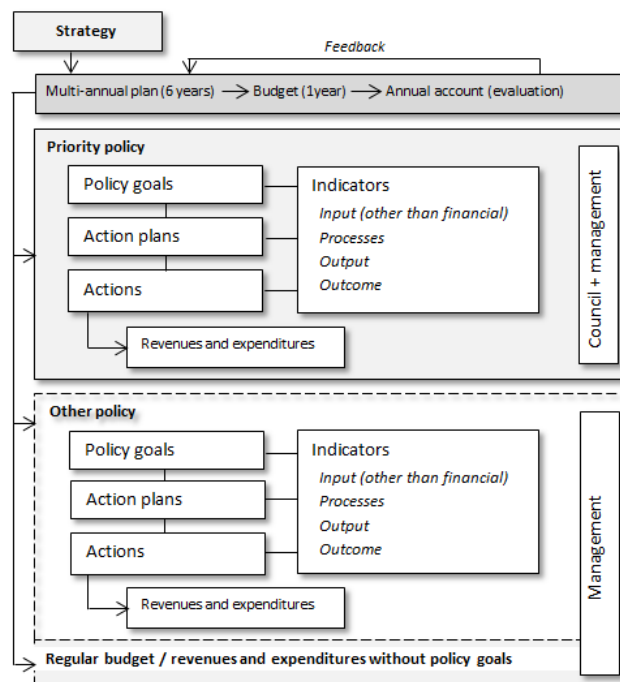 Strategy
Feedback
Multi-annual plan (6 years) Budget (1year) Annual account (evaluation)
Priority policy
Policy goals
Action plans
Actions
Revenues and expenditures
Indicators
Input (other than financial)
Processes
Output
Outcome
Council + management
Other policy
Policy goals
Action plans
Actions
Revenues and expenditures
Indicators
Input (other than financial)
Processes
Output
Outcome
Management
Regular budget / revenues and expenditures without policy goals